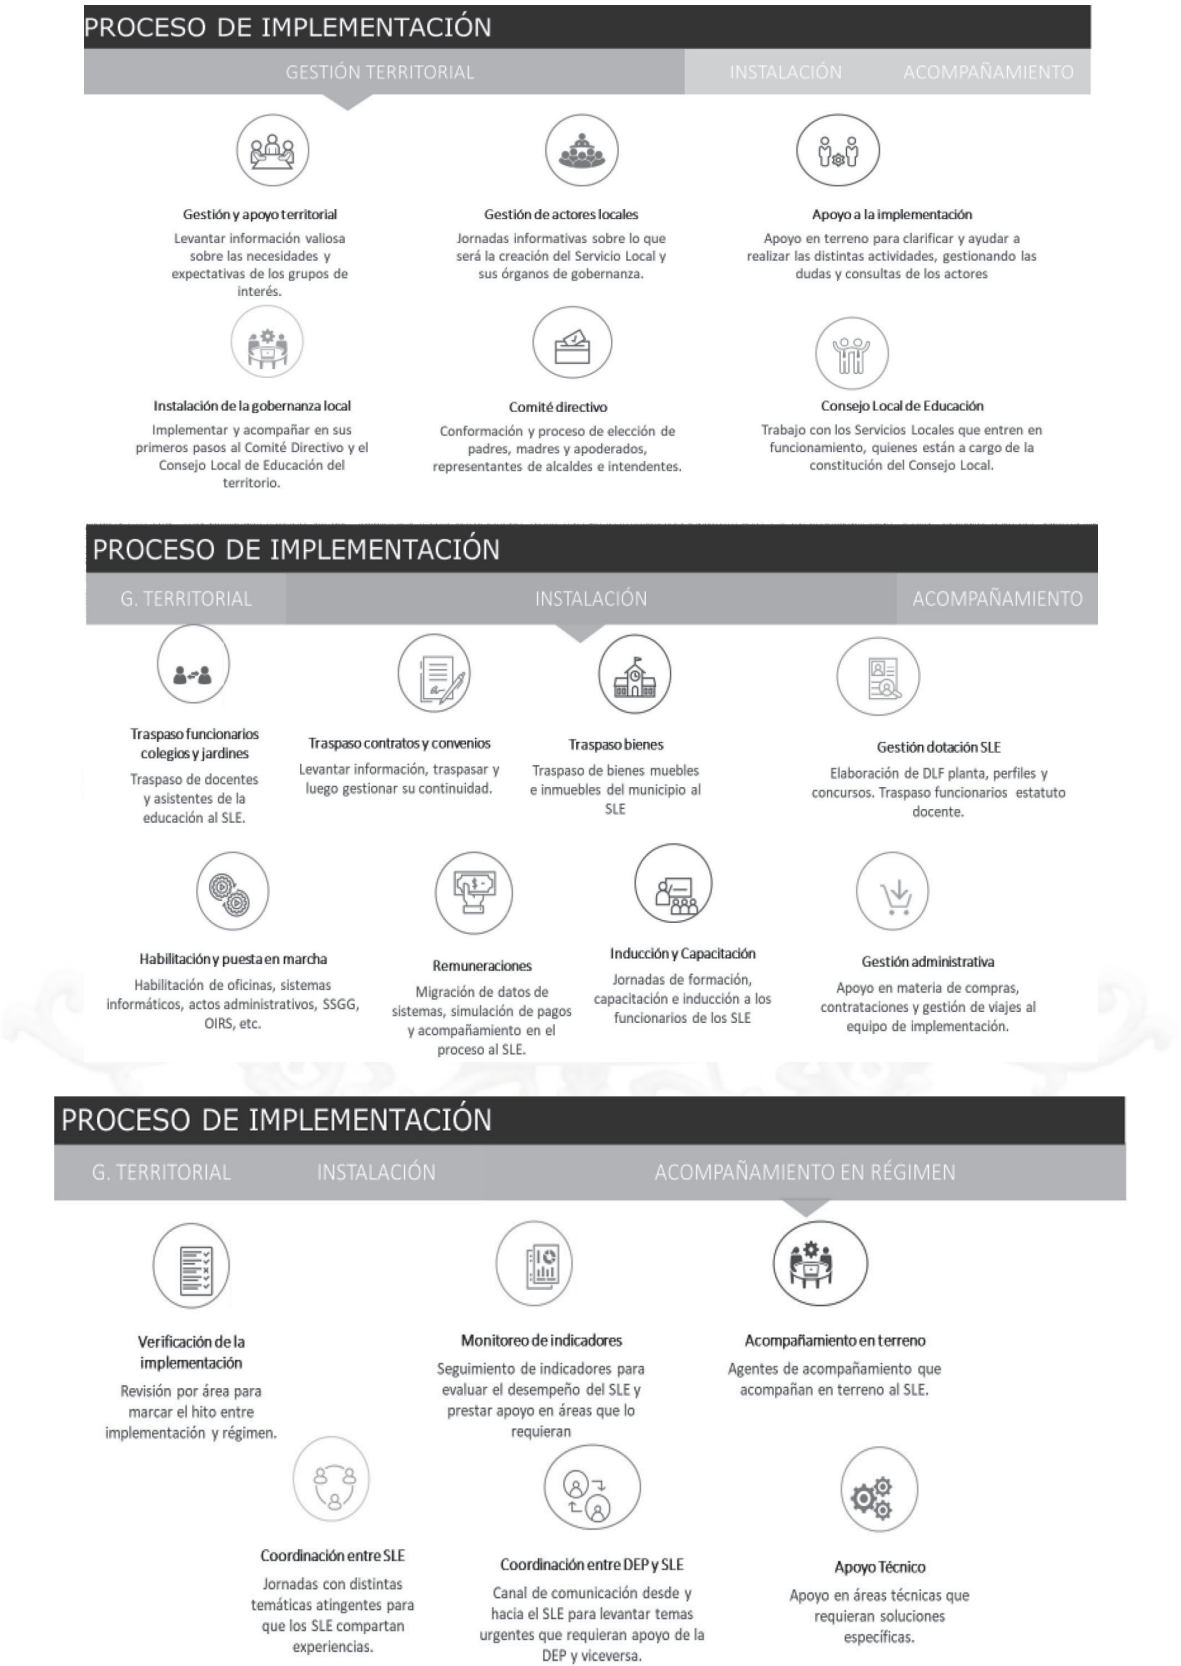 PROCESO DE IMPLEMENTACIÓN
GESTIÓN TERRITORIAL
INSTALACIÓN
ACOMPAÑAMIENTO
Gestión y apoyo territorial
Levantar información valiosa
sobre las necesidades y
expectativas de los grupos de
interés.
Gestión de actores locales
Jornadas informativas sobre lo que
será la creación del Servicio Local y
sus órganos de gobernanza.
Apoyo a la implementación
Apoyo en terreno para clarificar y ayudar a
realizar las distintas actividades, gestionando las
dudas y consultas de los actores
Instalación de la gobernanza local
Implementar y acompañar en sus
primeros pasos al Comité Directivo y el
Consejo Local de Educación del
territorio.
Comité directivo
Conformación y proceso de elección de
padres, madres y apoderados,
representantes de alcaldes e intendentes.
Consejo Local de Educación
Trabajo con los Servicios Locales que entren en
funcionamiento, quienes están a cargo de la
constitución del Consejo Local.
PROCESO DE IMPLEMENTACIÓN
G. TERRITORIAL
INSTALACIÓN
ACOMPAÑAMIENTO
Traspaso funcionarios
colegios y jardines
Traspaso de docentes
y asistentes de la
educación al SLE.
Traspaso contratos y convenios
Levantar información, traspasar y
luego gestionar su continuidad.
Traspaso bienes
Traspaso de bienes muebles
e inmuebles del municipio al
SLE
Gestión dotación SLE
Elaboración de DLF planta, perfiles y
concursos. Traspaso funcionarios estatuto
docente.
Habilitación y puesta en marcha
Habilitación de oficinas, sistemas
informáticos, actos administrativos, SSGG,
OIRS, etc.
Remuneraciones
Migración de datos de
sistemas, simulación de pagos
y acompañamiento en el
proceso al SLE.
Inducción y Capacitación
Jornadas de formación,
capacitación e inducción a los
funcionarios de los SLE
Gestión administrativa
Apoyo en materia de compras,
contrataciones y gestión de viajes al
equipo de implementación.
PROCESO DE IMPLEMENTACIÓN
G. TERRITORIAL
INSTALACIÓN
ACOMPAÑAMIENTO EN RÉGIMEN
Verificación de la
implementación
Revisión por área para
marcar el hito entre
implementación y régimen.
Monitoreo de indicadores
Seguimiento de indicadores para
evaluar el desempeño del SLE y
prestar apoyo en áreas que lo
requieran
Acompañamiento en terreno
Agentes de acompañamiento que
acompañan en terreno al SLE.
Coordinación entre SLE
Jornadas con distintas
temáticas atingentes para
que los SLE compartan
experiencias.
Coordinación entre DEP y SLE
Canal de comunicación desde y
hacia el SLE para levantar temas
urgentes que requieran apoyo de la
DEP y viceversa.
Apoyo Técnico
Apoyo en áreas técnicas que
requieran soluciones
específicas.